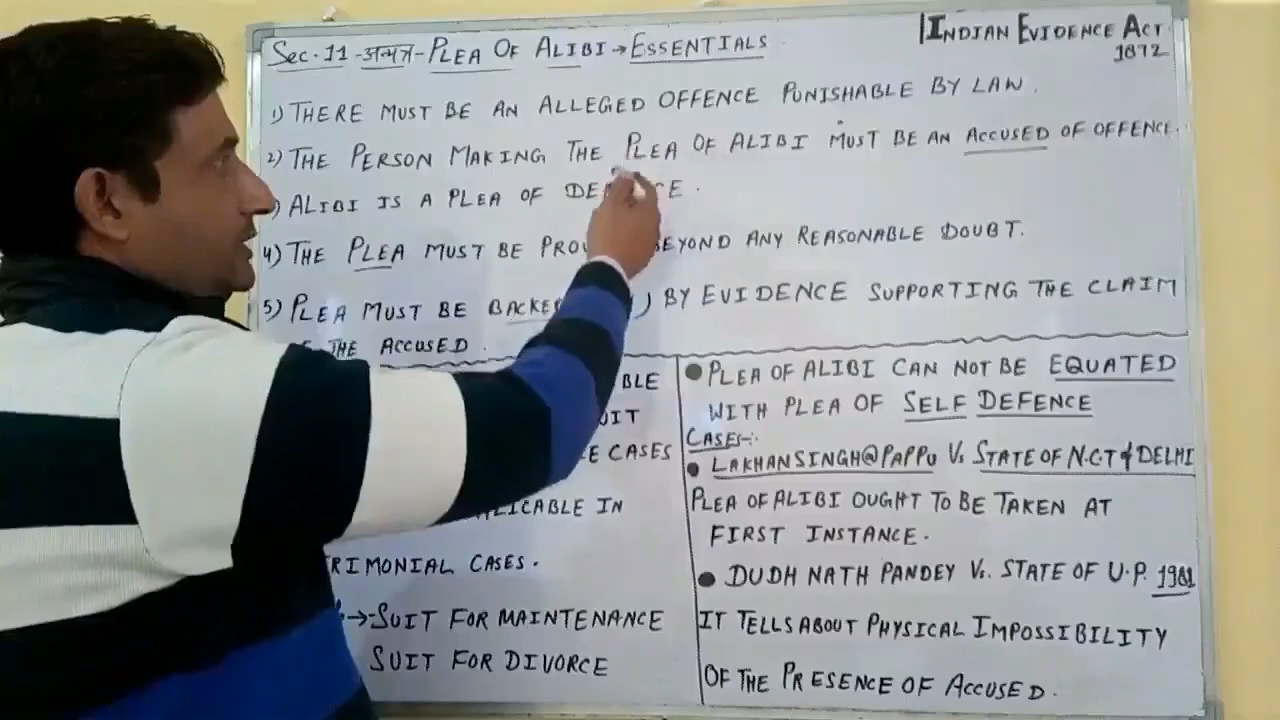 Sec.11 - अन्यत्र - PLEA OF ALIBI → ESSENTIALS
INDIAN EVIDENCE ACT
1872
1) THERE MUST BE AN ALLEGED OFFENCE PUNISHABLE BY LAW.
2) THE PERSON MAKING THE PLEA OF ALIBI MUST BE AN ACCUSED OF OFFENCE.
) ALIBI IS A PLEA OF
4) THE PLEA MUST BE BEYOND ANY REASONABLE DOUBT.
5) PLEA MUST BE ) BY EVIDENCE SUPPORTING THE CLAIM
THE ACCUSED.
BLE
UIT
E CASES
LICABLE IN
RIMONIAL CASES.
→ SUIT FOR MAINTENANCE
SUIT FOR DIVORCE
● PLEA OF ALIBI CAN NOT BE EQUATED
WITH PLEA OF SELF DEFENCE
CASES-:
● LAKHANSINGH@PAPPU Vs STATE OF N.C.T of DELHI
PLEA OF ALIBI OUGHT TO BE TAKEN AT
FIRST INSTANCE.
● DUDH NATH PANDEY Vs. STATE OF U.P. 1981
IT TELLS ABOUT PHYSICAL IMPOSSIBILITY
OF THE PRESENCE OF ACCUSED.